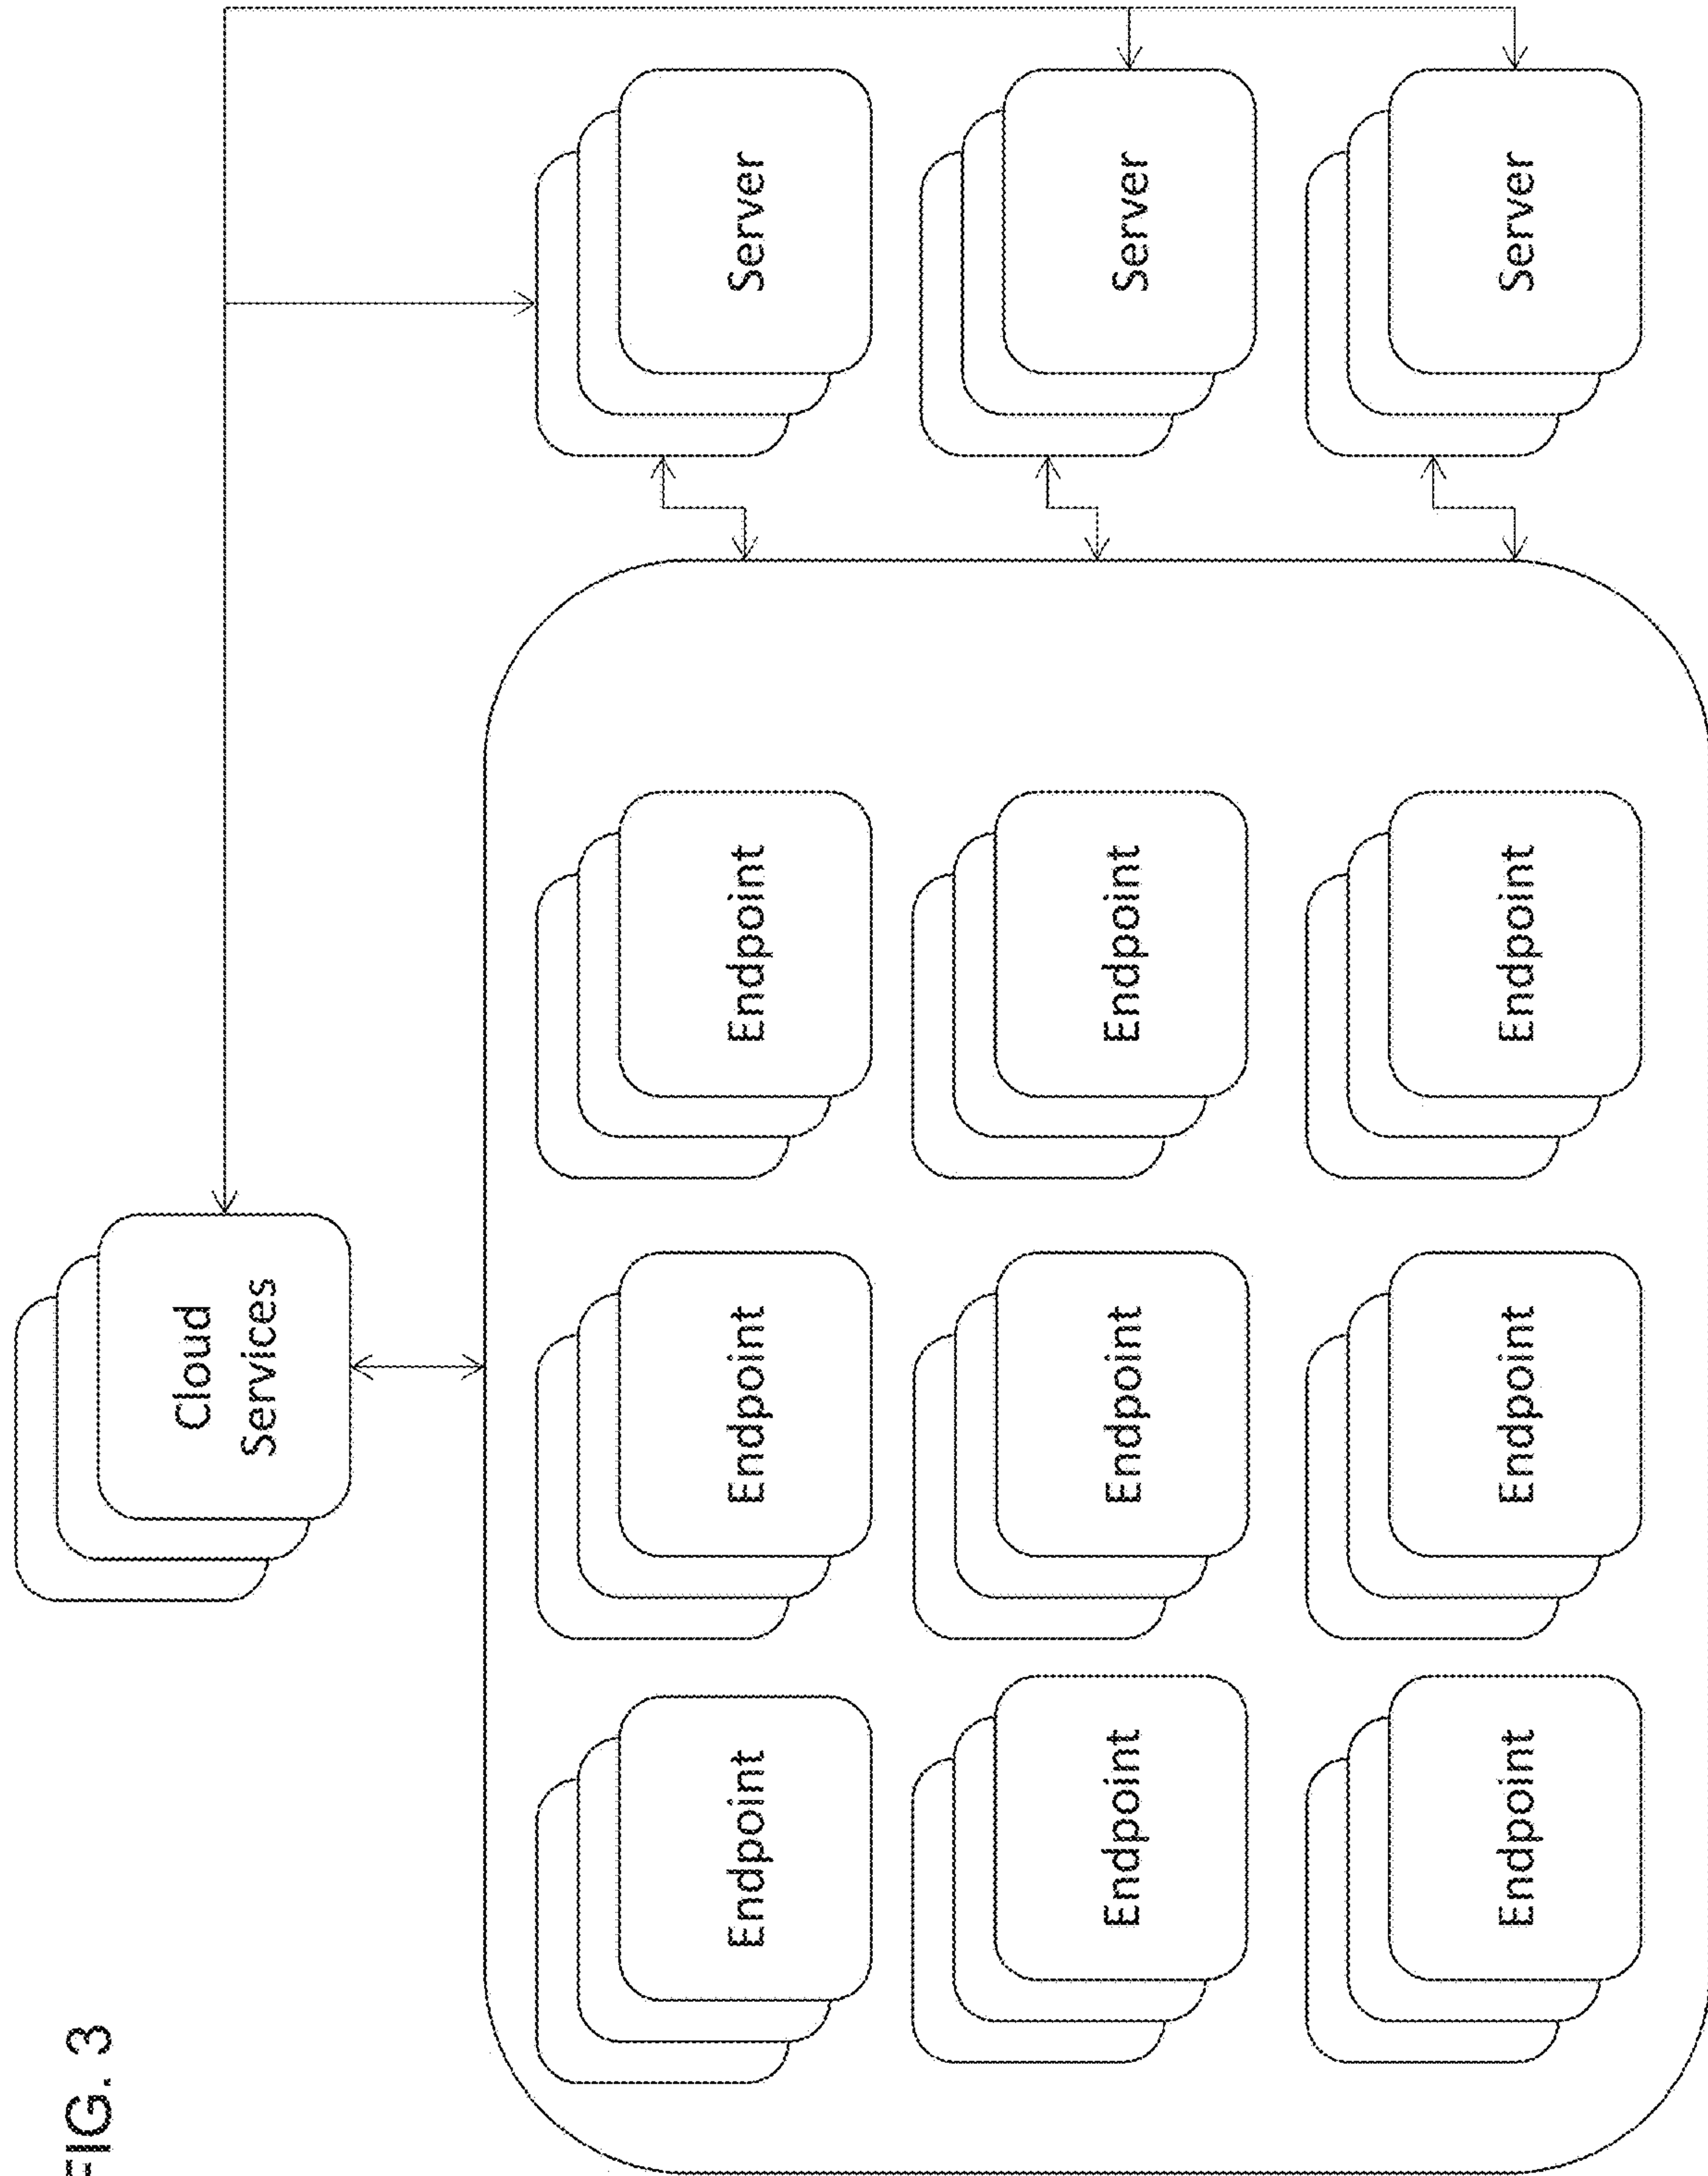 FIG. 3
Cloud
Services
Endpoint
Endpoint
Endpoint
Server
Endpoint
Endpoint
Endpoint
Server
Endpoint
Endpoint
Endpoint
Server